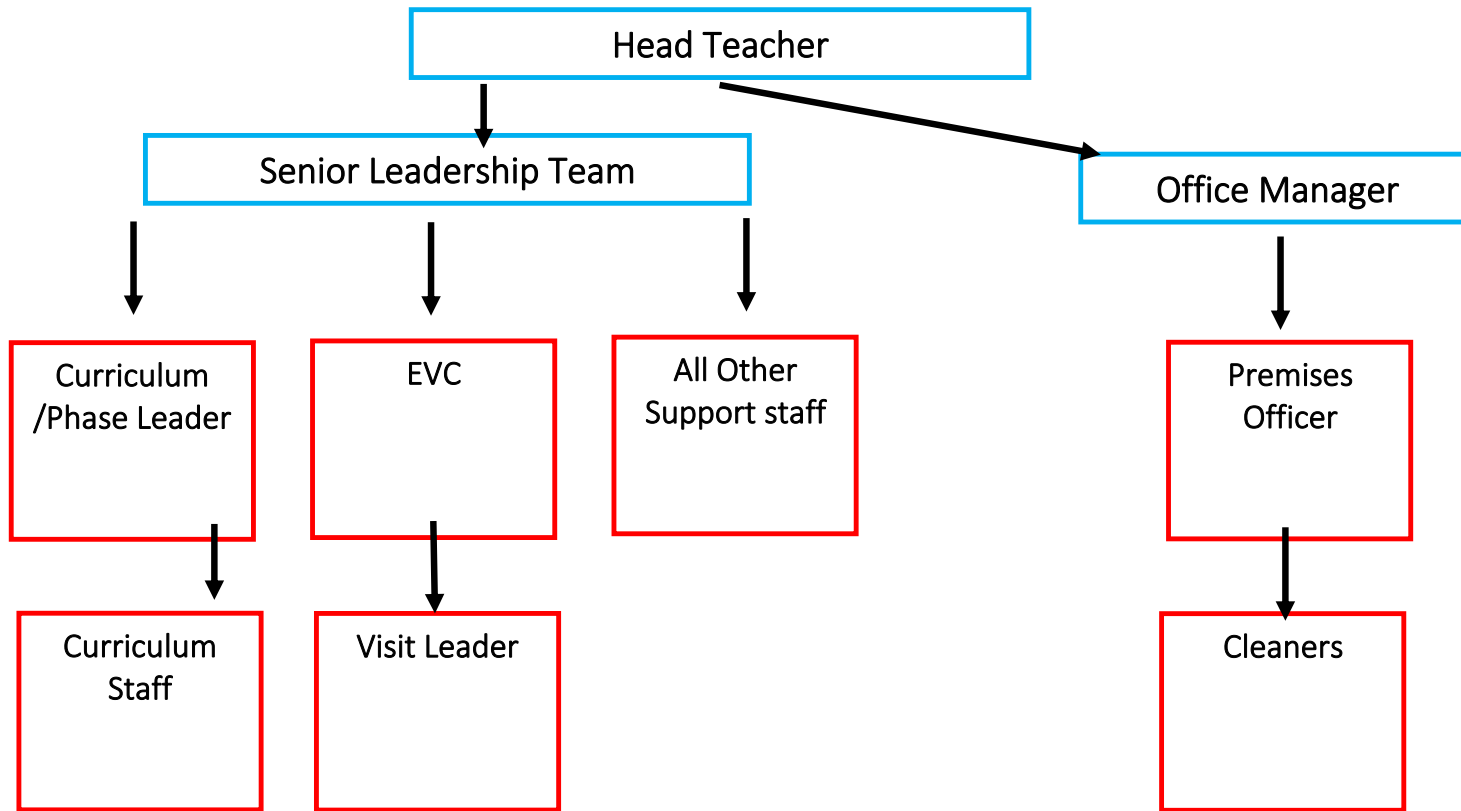 Head Teacher
Senior Leadership Team
Office Manager
Curriculum
/Phase Leader
EVC
All Other
Support staff
Premises
Officer
Curriculum
Staff
Visit Leader
Cleaners